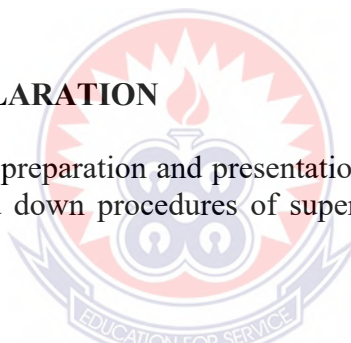 LARATION
preparation and presentatio
down procedures of super
EDUCATION FOR SERVICE